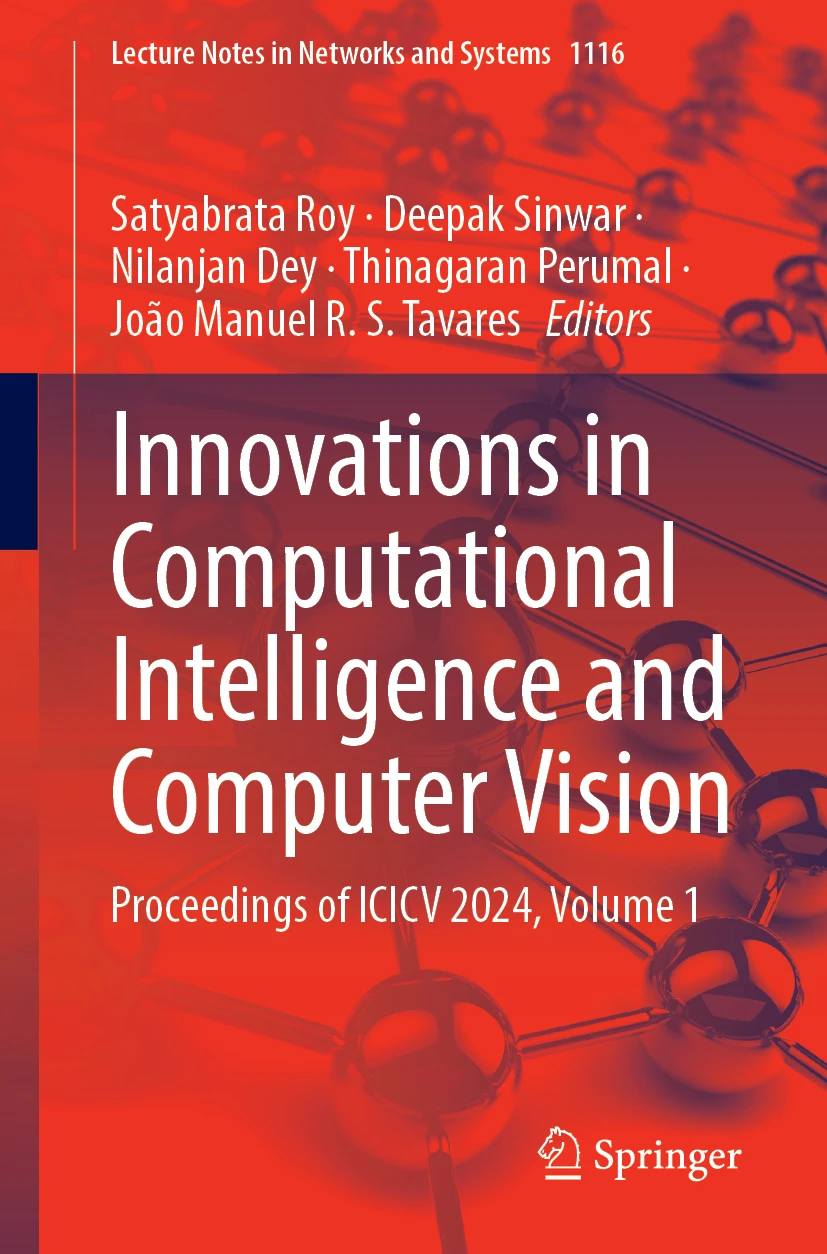 Lecture Notes in Networks and Systems 1116
Satyabrata Roy · Deepak Sinwar ·
Nilanjan Dey · Thinagaran Perumal ·
João Manuel R. S. Tavares Editors
Innovations in
Computational
Intelligence and
Computer Vision
Proceedings of ICICV 2024, Volume 1
Springer